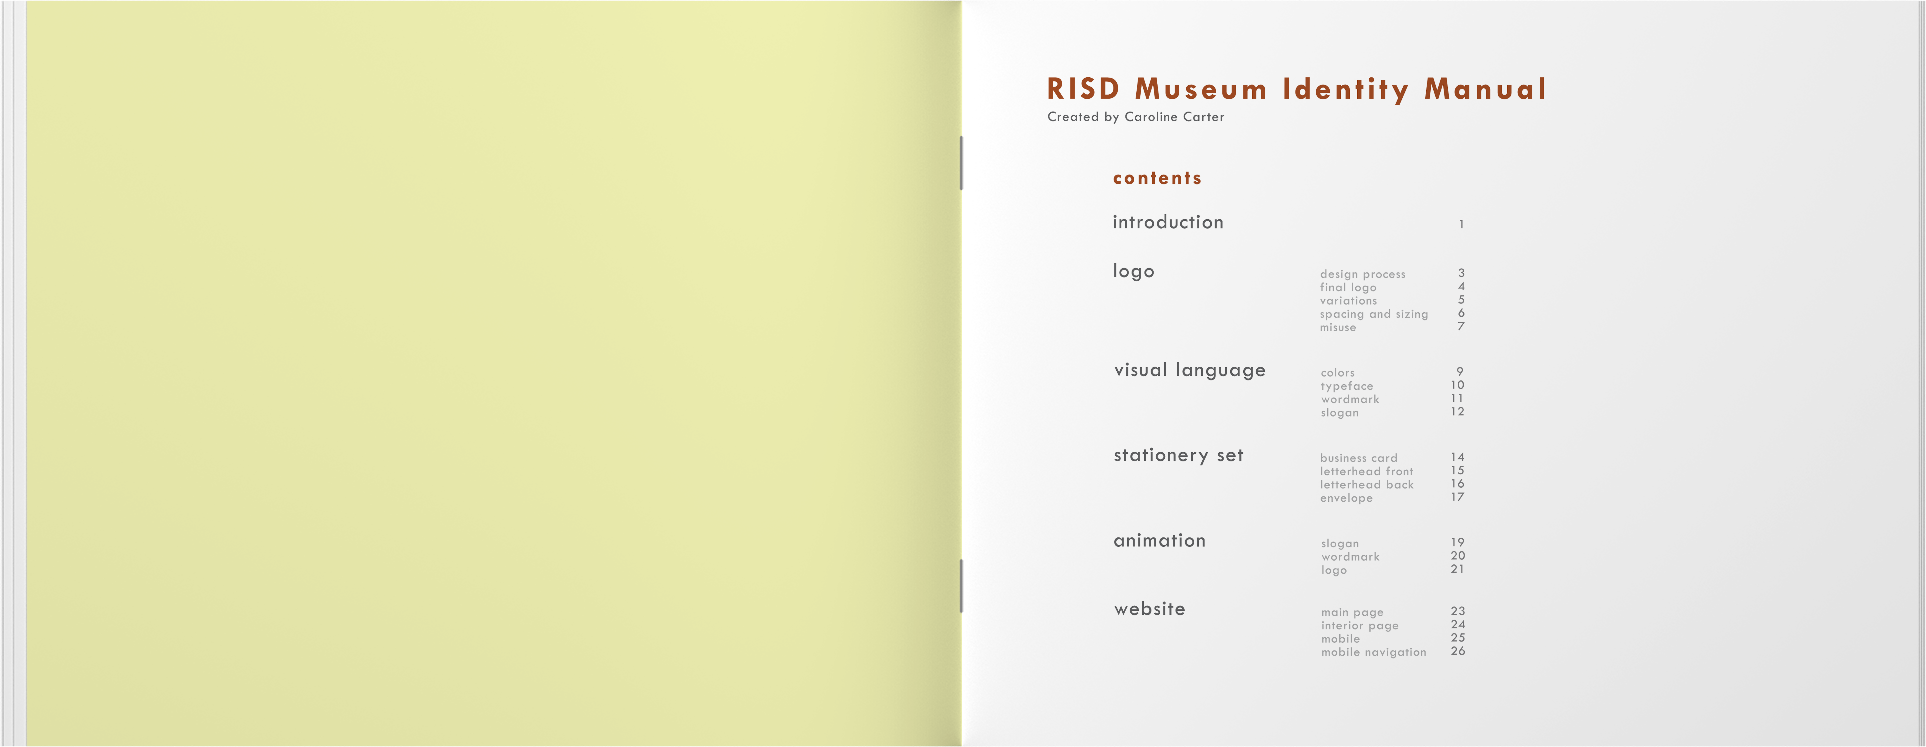 RISD Museum Identity Manual
Created by Caroline Carter
contents
introduction 1
logo design process 3
final logo 4
variations 5
spacing and sizing 6
misuse 7
visual language colors 9
typeface 10
wordmark 11
slogan 12
stationery set business card 14
letterhead front 15
letterhead back 16
envelope 17
animation slogan 19
wordmark 20
logo 21
website main page 23
interior page 24
mobile 25
mobile navigation 26